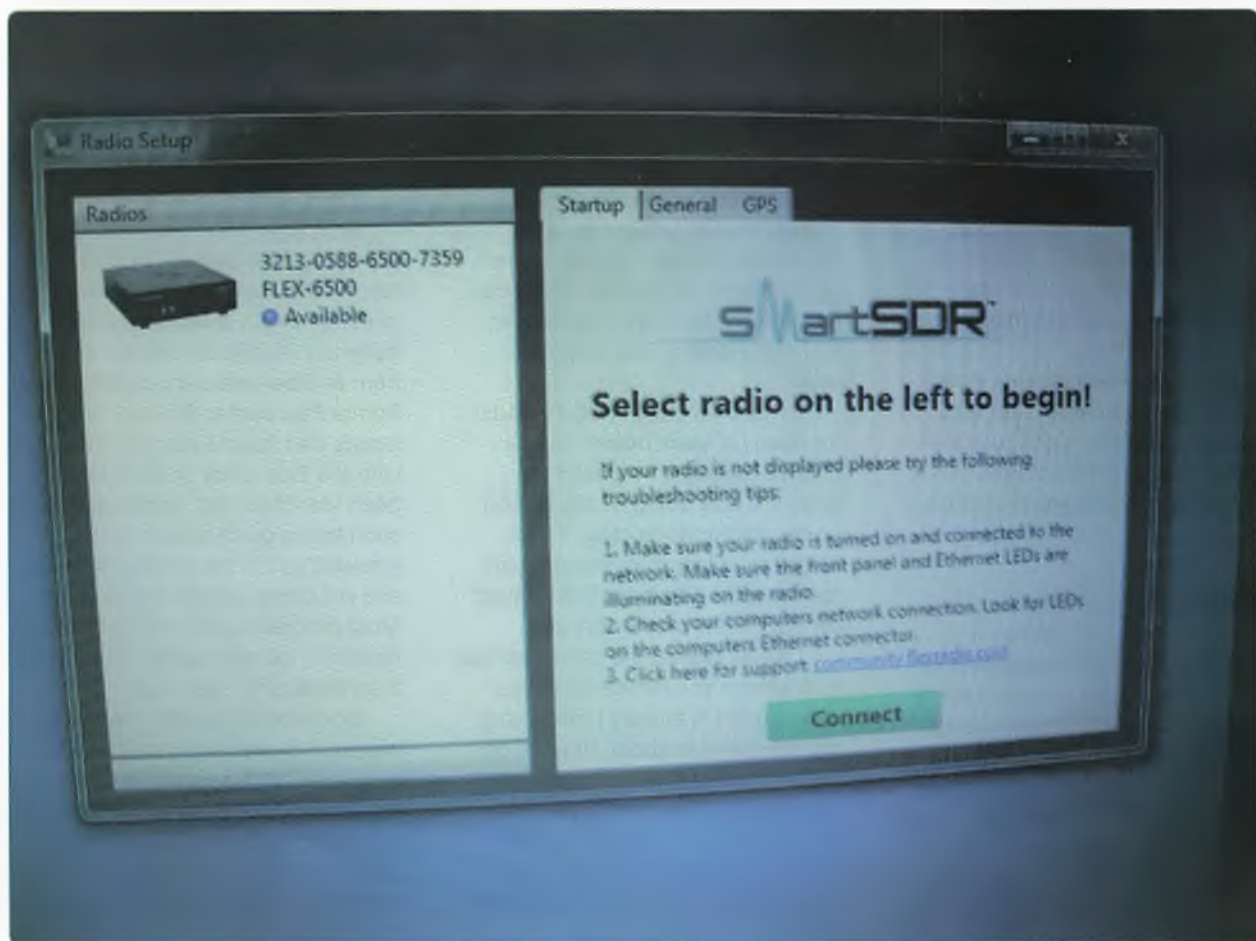 Radio Setup
Radios
3213-0588-6500-7359
FLEX-6500
Available
Startup General GPS
SmartSDR™
Select radio on the left to begin!
If your radio is not displayed please try the following
troubleshooting tips:
1. Make sure your radio is turned on and connected to the
network. Make sure the front panel and Ethernet LEDs are
illuminating on the radio.
2. Check your computers network connection. Look for LEDs
on the computers Ethernet connector.
3. Click here for support community.flexradio.com
Connect